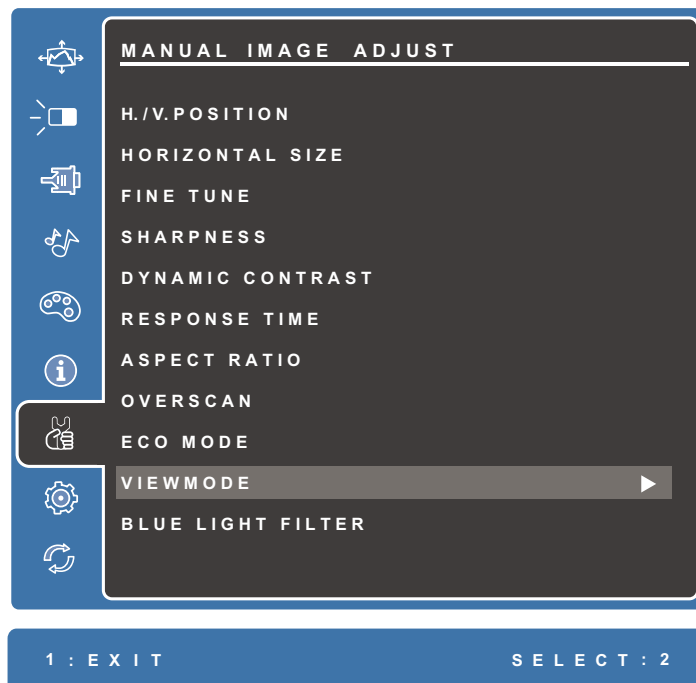 MANUAL IMAGE ADJUST
H./V.POSITION
HORIZONTAL SIZE
FINE TUNE
SHARPNESS
DYNAMIC CONTRAST
RESPONSE TIME
ASPECT RATIO
OVERSCAN
ECO MODE
VIEWMODE
BLUE LIGHT FILTER
1 : EXIT SELECT : 2